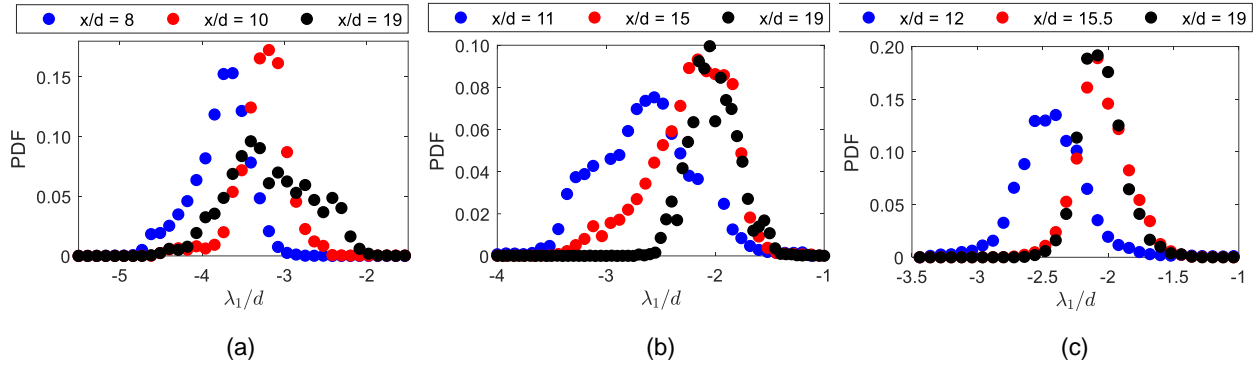 x/d = 8 x/d = 10 x/d = 19
0.15
0.10
0.05
0
PDF
-5 -4 -3 -2
λ1/d
(a)
x/d = 11 x/d = 15 x/d = 19
0.10
0.08
0.06
0.04
0.02
0
PDF
-4 -3 -2 -1
λ1/d
(b)
x/d = 12 x/d = 15.5 x/d = 19
0.20
0.15
0.10
0.05
0
PDF
-3.5 -3 -2.5 -2 -1.5 -1
λ1/d
(c)